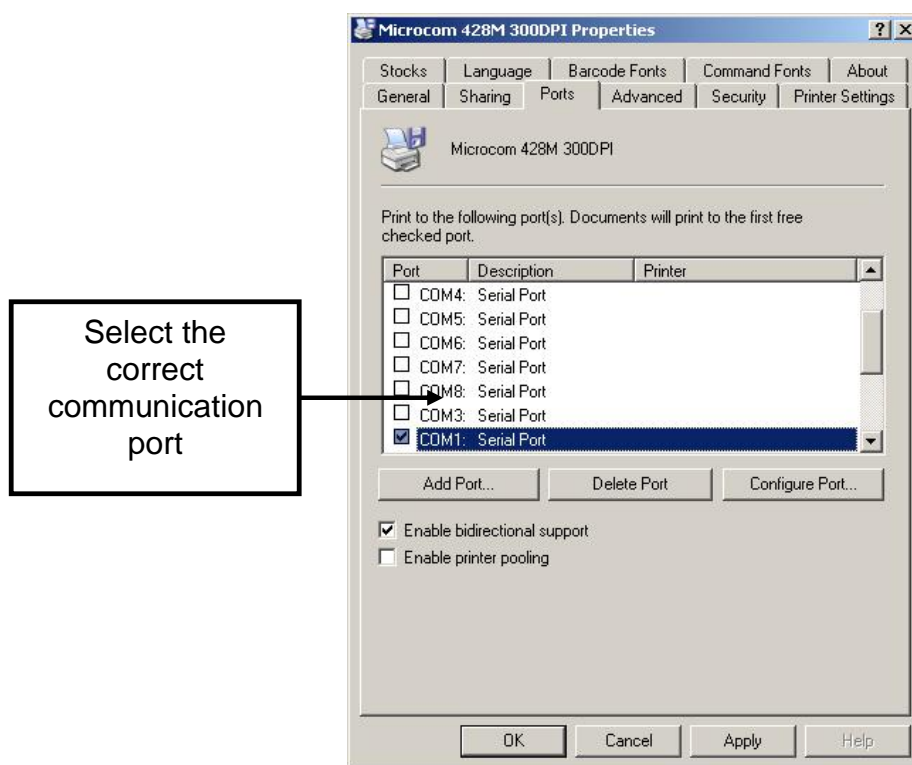 Microcom 428M 300DPI Properties
Stocks Language Barcode Fonts Command Fonts About
General Sharing Ports Advanced Security Printer Settings
Microcom 428M 300DPI
Print to the following port(s). Documents will print to the first free
checked port.
Port Description Printer
COM4: Serial Port
COM5: Serial Port
COM6: Serial Port
COM7: Serial Port
COM8: Serial Port
COM3: Serial Port
COM1: Serial Port
Add Port... Delete Port Configure Port...
Enable bidirectional support
Enable printer pooling
OK Cancel Apply Help
Select the
correct
communication
port